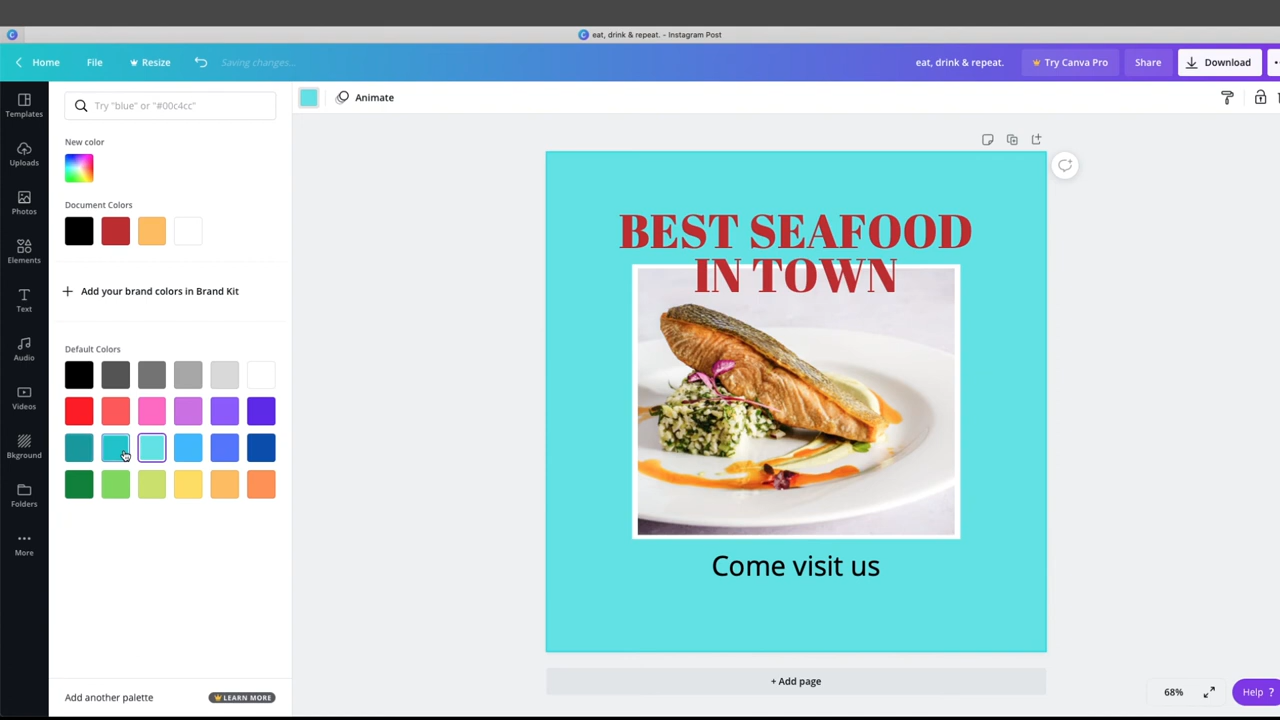 eat, drink & repeat. - Instagram Post
Home
File
Resize
Saving changes...
eat, drink & repeat.
Try Canva Pro
Share
Download
Templates
Uploads
Photos
Elements
Text
Audio
Videos
Bkground
Folders
More
Try "blue" or "#00c4cc"
New color
Document Colors
+ Add your brand colors in Brand Kit
Default Colors
Add another palette
LEARN MORE
Animate
BEST SEAFOOD
IN TOWN
Come visit us
+ Add page
68%
Help ?